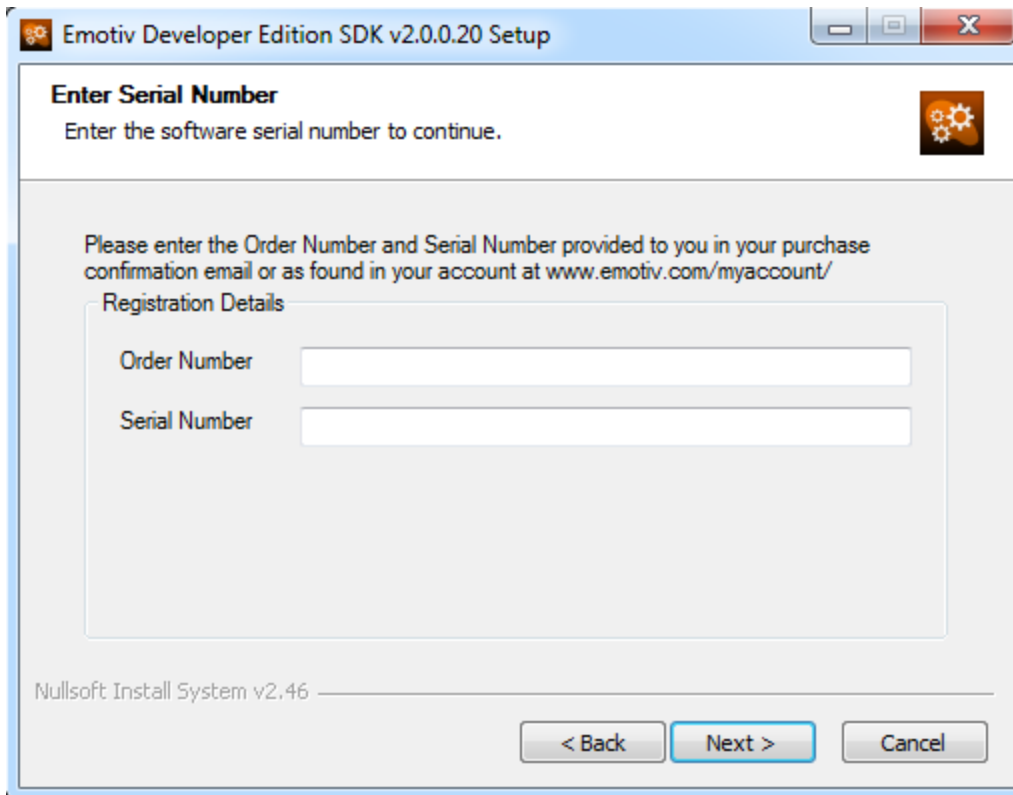 Emotiv Developer Edition SDK v2.0.0.20 Setup
Enter Serial Number
Enter the software serial number to continue.
Please enter the Order Number and Serial Number provided to you in your purchase
confirmation email or as found in your account at www.emotiv.com/myaccount/
Registration Details
Order Number
Serial Number
Nullsoft Install System v2.46
< Back Next > Cancel